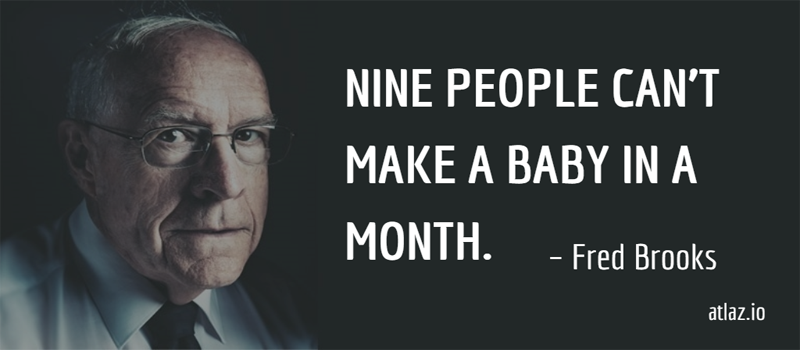 NINE PEOPLE CAN'T
MAKE A BABY IN A
MONTH.
– Fred Brooks
atlaz.io